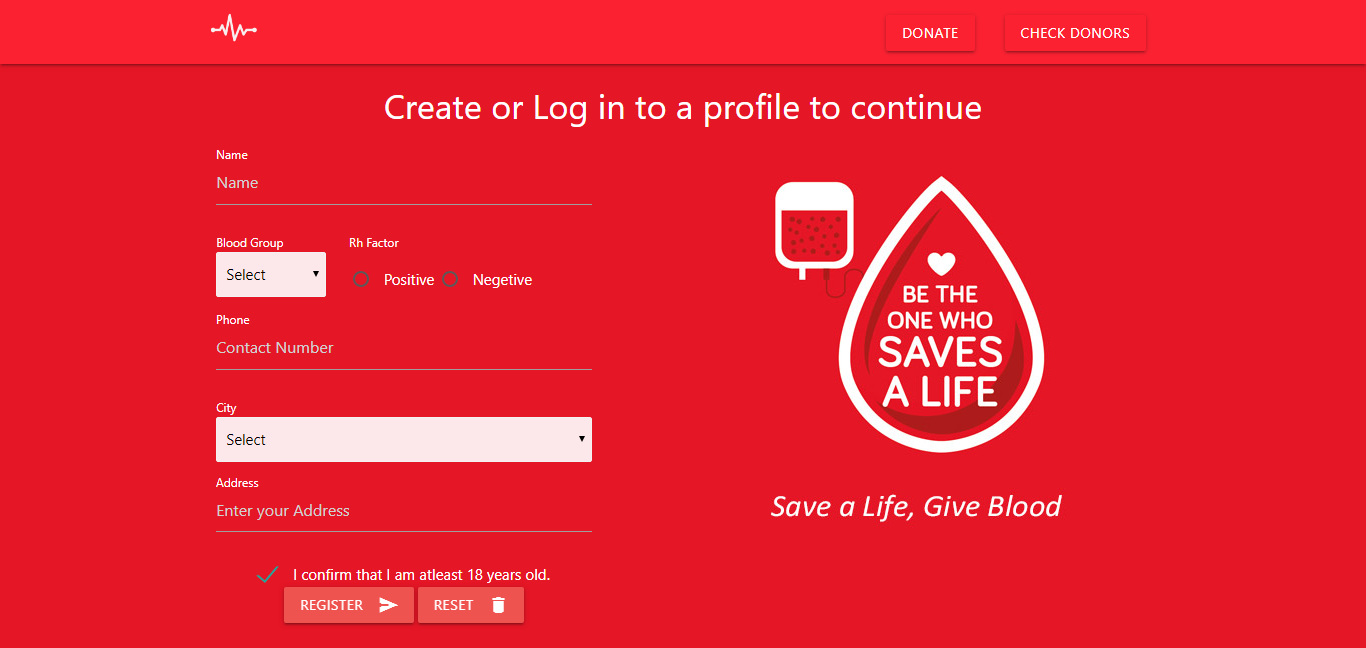 DONATE
CHECK DONORS
Create or Log in to a profile to continue
Name
Name
Blood Group
Rh Factor
Select
Positive
Negetive
Phone
Contact Number
City
Select
Address
Enter your Address
I confirm that I am atleast 18 years old.
REGISTER
RESET
BE THE
ONE WHO
SAVES
A LIFE
Save a Life, Give Blood